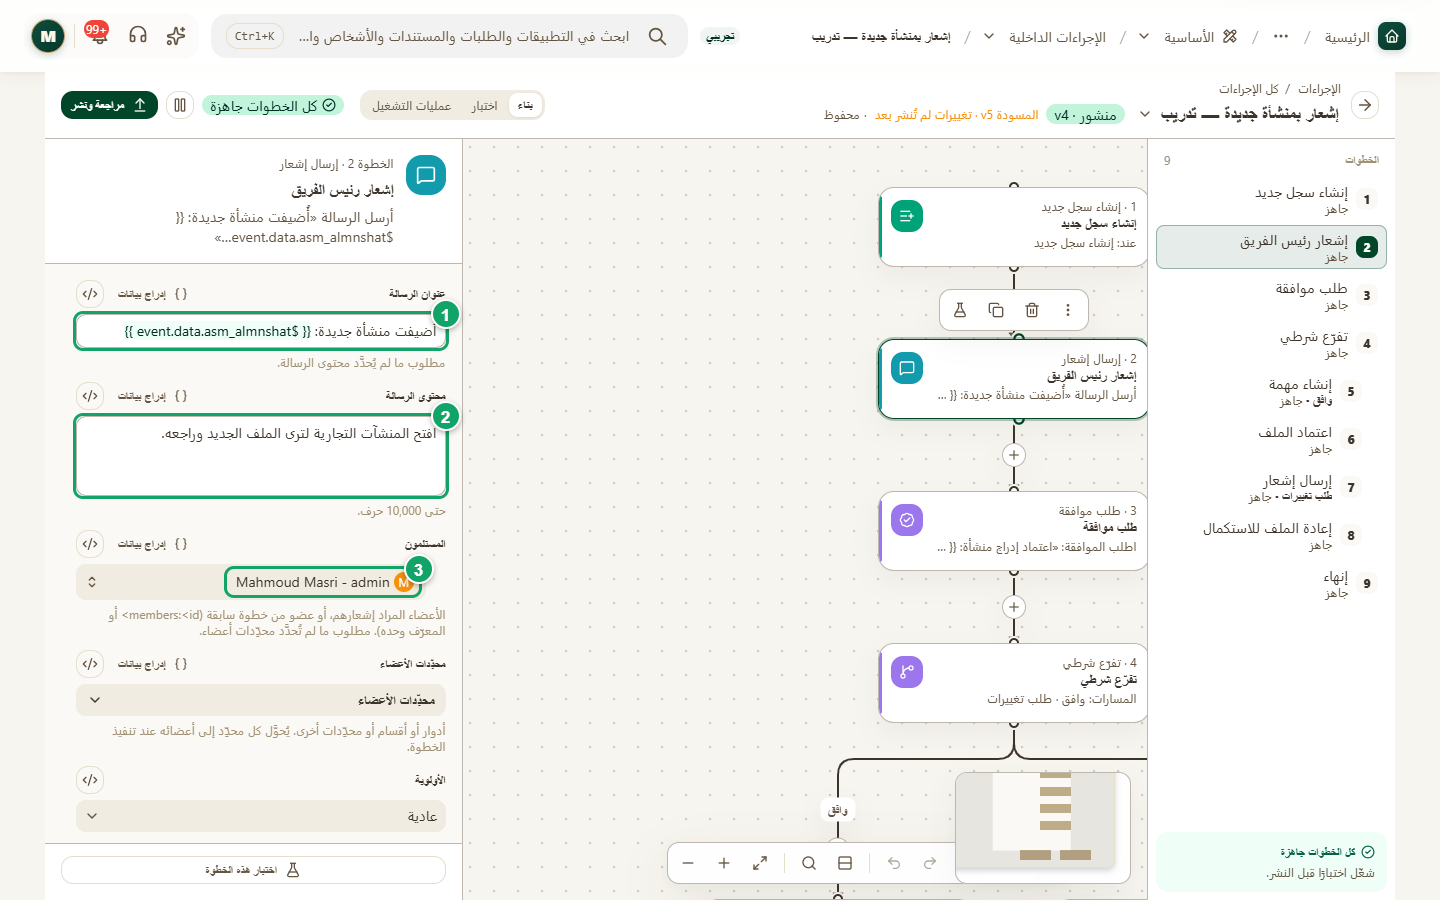 الرئيسية / ... / الأساسية / الإجراءات الداخلية / إشعار بمنشأة جديدة — تدريب
تجريبي
ابحث في التطبيقات والطلبات والمستندات والأشخاص وا...
Ctrl+K
99+
M
الإجراءات / كل الإجراءات
إشعار بمنشأة جديدة — تدريب
منشور · v4
المسودة v5 · تغييرات لم تُنشر بعد
· محفوظ
بناء
اختبار
عمليات التشغيل
كل الخطوات جاهزة
مراجعة ونشر
الخطوات
9
1
إنشاء سجل جديد
جاهز
2
إشعار رئيس الفريق
جاهز
3
طلب موافقة
جاهز
4
تفرّع شرطي
جاهز
5
إنشاء مهمة
وافق - جاهز
6
اعتماد الملف
جاهز
7
إرسال إشعار
طلب تغييرات - جاهز
8
إعادة الملف للاستكمال
جاهز
9
إنهاء
جاهز
كل الخطوات جاهزة
شغّل اختبارًا قبل النشر.
1 · إنشاء سجل جديد
إنشاء سجل جديد
عند: إنشاء سجل جديد
2 · إرسال إشعار
إشعار رئيس الفريق
أرسل الرسالة «أُضيفت منشأة جديدة: {{ ...
3 · طلب موافقة
طلب موافقة
اطلب الموافقة: «اعتماد إدراج منشأة: {{ ...
4 · تفرّع شرطي
تفرّع شرطي
المسارات: وافق · طلب تغييرات
وافق
الخطوة 2 · إرسال إشعار
إشعار رئيس الفريق
أرسل الرسالة «أُضيفت منشأة جديدة: {{
$event.data.asm_almnshat...»
عنوان الرسالة
{ } إدراج بيانات
1
أُضيفت منشأة جديدة: {{ $event.data.asm_almnshat }}
مطلوب ما لم يُحدَّد محتوى الرسالة.
محتوى الرسالة
{ } إدراج بيانات
2
افتح المنشآت التجارية لترى الملف الجديد وراجعه.
حتى 10,000 حرف.
المستلمون
{ } إدراج بيانات
3
M
Mahmoud Masri - admin
الأعضاء المراد إشعارهم، أو عضو من خطوة سابقة (members:<id> أو
المعرّف وحده). مطلوب ما لم تُحدَّد محدّدات أعضاء.
محدِّدات الأعضاء
{ } إدراج بيانات
محدِّدات الأعضاء
أدوار أو أقسام أو محدّدات أخرى. يُحوَّل كل محدِّد إلى أعضائه عند تنفيذ
الخطوة.
الأولوية
عادية
اختبار هذه الخطوة